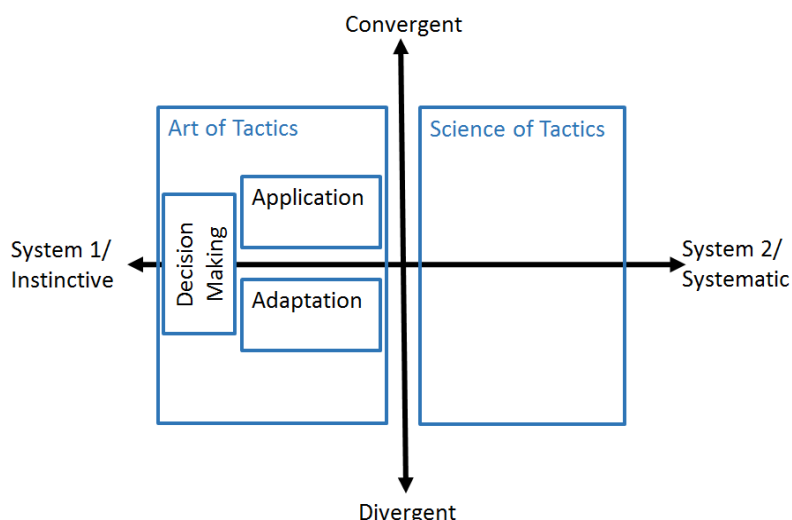 Convergent
Art of Tactics
Science of Tactics
Application
Decision
Making
System 1/
Instinctive
System 2/
Systematic
Adaptation
Divergent